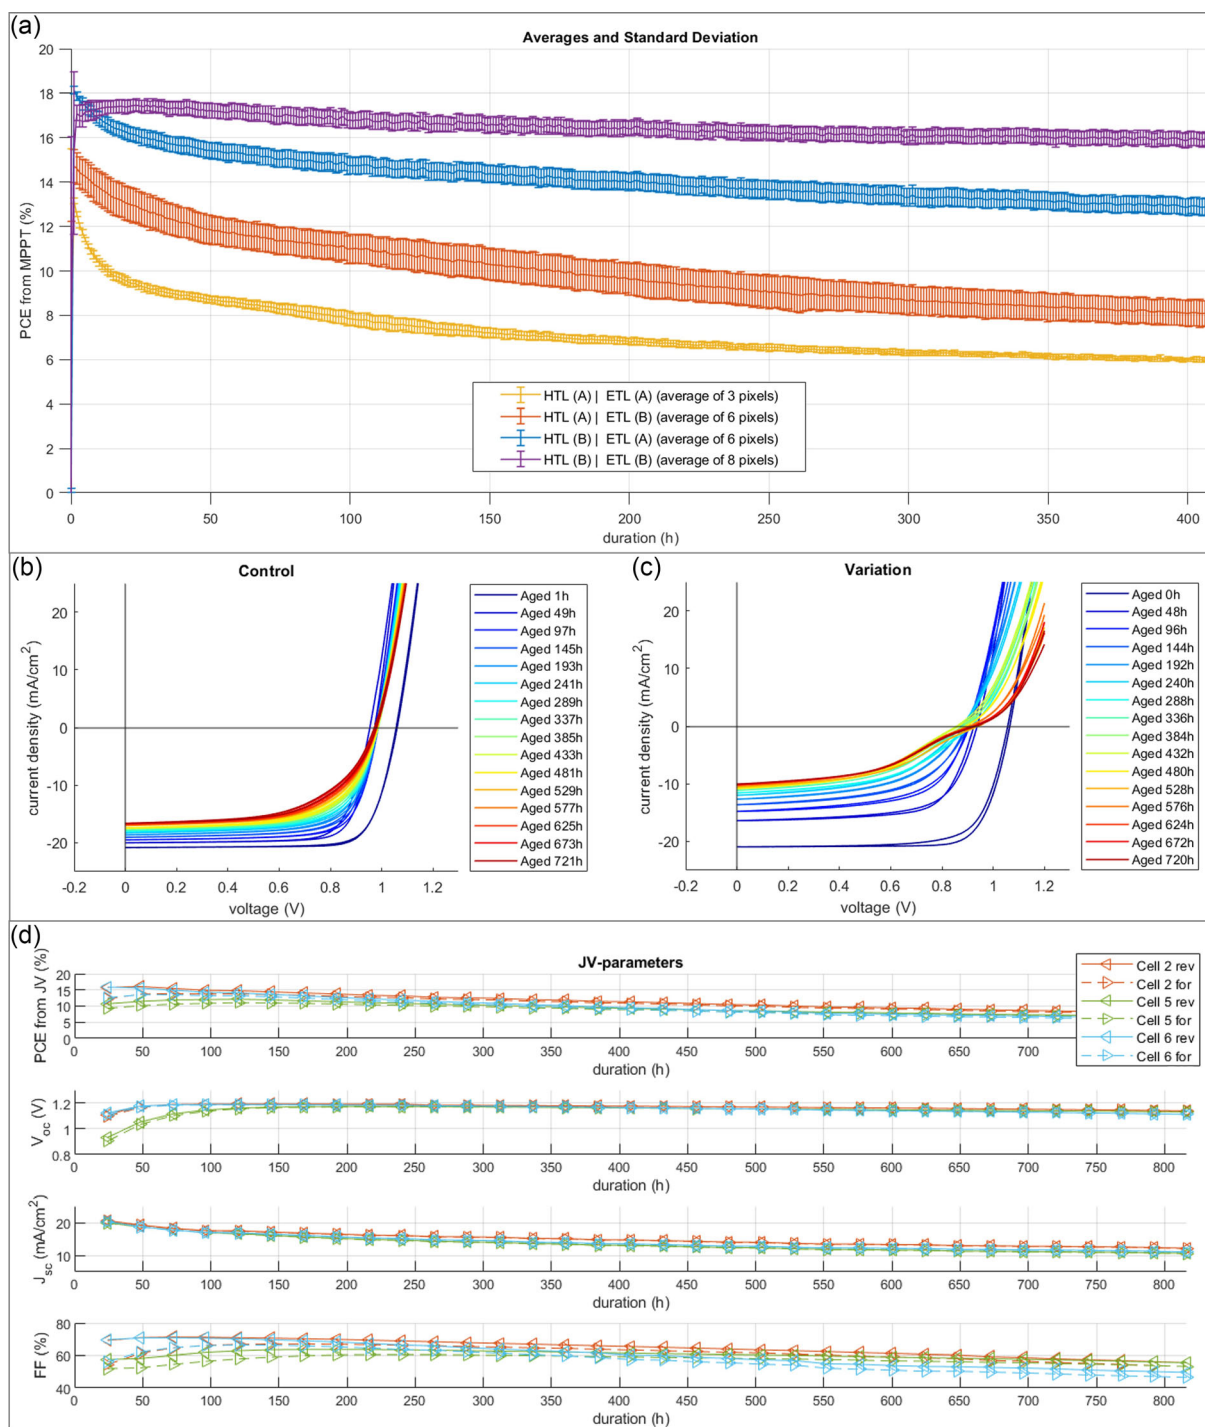 (a)
Averages and Standard Deviation
20
18
16
14
12
10
8
6
4
2
0
PCE from MPPT (%)
HTL (A) | ETL (A) (average of 3 pixels)
HTL (A) | ETL (B) (average of 6 pixels)
HTL (B) | ETL (A) (average of 6 pixels)
HTL (B) | ETL (B) (average of 8 pixels)
0 50 100 150 200 250 300 350 400
duration (h)
(b)
Control
20
10
0
-10
-20
current density (mA/cm²)
-0.2 0 0.2 0.4 0.6 0.8 1 1.2
voltage (V)
Aged 1h
Aged 49h
Aged 97h
Aged 145h
Aged 193h
Aged 241h
Aged 289h
Aged 337h
Aged 385h
Aged 433h
Aged 481h
Aged 529h
Aged 577h
Aged 625h
Aged 673h
Aged 721h
(c)
Variation
20
10
0
-10
-20
current density (mA/cm²)
-0.2 0 0.2 0.4 0.6 0.8 1 1.2
voltage (V)
Aged 0h
Aged 48h
Aged 96h
Aged 144h
Aged 192h
Aged 240h
Aged 288h
Aged 336h
Aged 384h
Aged 432h
Aged 480h
Aged 528h
Aged 576h
Aged 624h
Aged 672h
Aged 720h
(d)
JV-parameters
Cell 2 rev
Cell 2 for
Cell 5 rev
Cell 5 for
Cell 6 rev
Cell 6 for
PCE from JV (%)
20
15
10
5
0
0 50 100 150 200 250 300 350 400 450 500 550 600 650 700
duration (h)
Voc (V)
1.2
1
0.8
0 50 100 150 200 250 300 350 400 450 500 550 600 650 700 750 800
duration (h)
Jsc (mA/cm²)
20
10
0 50 100 150 200 250 300 350 400 450 500 550 600 650 700 750 800
duration (h)
FF (%)
80
60
40
0 50 100 150 200 250 300 350 400 450 500 550 600 650 700 750 800
duration (h)